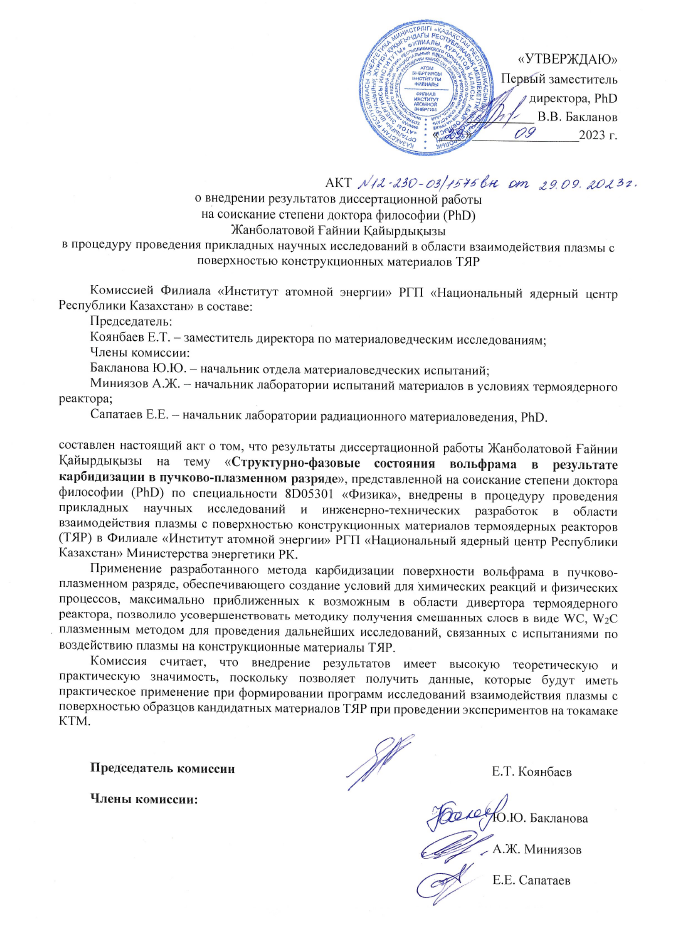 «УТВЕРЖДАЮ»
Первый заместитель
директора, PhD
В.В. Бакланов
«29» 09 2023 г.
АТОМ
ЭНЕРГИЯСЫ
ИНСТИТУТЫ
ФИЛИАЛЫ
ФИЛИАЛ
ИНСТИТУТ
АТОМНОЙ
ЭНЕРГИИ
АКТ №12-230-03/1575вн от 29.09.2023г.
о внедрении результатов диссертационной работы
на соискание степени доктора философии (PhD)
Жанболатовой Ғайнии Қайырдықызы
в процедуру проведения прикладных научных исследований в области взаимодействия плазмы с
поверхностью конструкционных материалов ТЯР
Комиссией Филиала «Институт атомной энергии» РГП «Национальный ядерный центр
Республики Казахстан» в составе:
Председатель:
Коянбаев Е.Т. – заместитель директора по материаловедческим исследованиям;
Члены комиссии:
Бакланова Ю.Ю. – начальник отдела материаловедческих испытаний;
Миниязов А.Ж. – начальник лаборатории испытаний материалов в условиях термоядерного
реактора;
Сапатаев Е.Е. – начальник лаборатории радиационного материаловедения, PhD.
составлен настоящий акт о том, что результаты диссертационной работы Жанболатовой Ғайнии
Қайырдықызы на тему «Структурно-фазовые состояния вольфрама в результате
карбидизации в пучково-плазменном разряде», представленной на соискание степени доктора
философии (PhD) по специальности 8D05301 «Физика», внедрены в процедуру проведения
прикладных научных исследований и инженерно-технических разработок в области
взаимодействия плазмы с поверхностью конструкционных материалов термоядерных реакторов
(ТЯР) в Филиале «Институт атомной энергии» РГП «Национальный ядерный центр Республики
Казахстан» Министерства энергетики РК.
Применение разработанного метода карбидизации поверхности вольфрама в пучково-
плазменном разряде, обеспечивающего создание условий для химических реакций и физических
процессов, максимально приближенных к возможным в области дивертора термоядерного
реактора, позволило усовершенствовать методику получения смешанных слоев в виде WC, W₂C
плазменным методом для проведения дальнейших исследований, связанных с испытаниями по
воздействию плазмы на конструкционные материалы ТЯР.
Комиссия считает, что внедрение результатов имеет высокую теоретическую и
практическую значимость, поскольку позволяет получить данные, которые будут иметь
практическое применение при формировании программ исследований взаимодействия плазмы с
поверхностью образцов кандидатных материалов ТЯР при проведении экспериментов на токамаке
КТМ.
Председатель комиссии Е.Т. Коянбаев
Члены комиссии:
Ю.Ю. Бакланова
А.Ж. Миниязов
Е.Е. Сапатаев